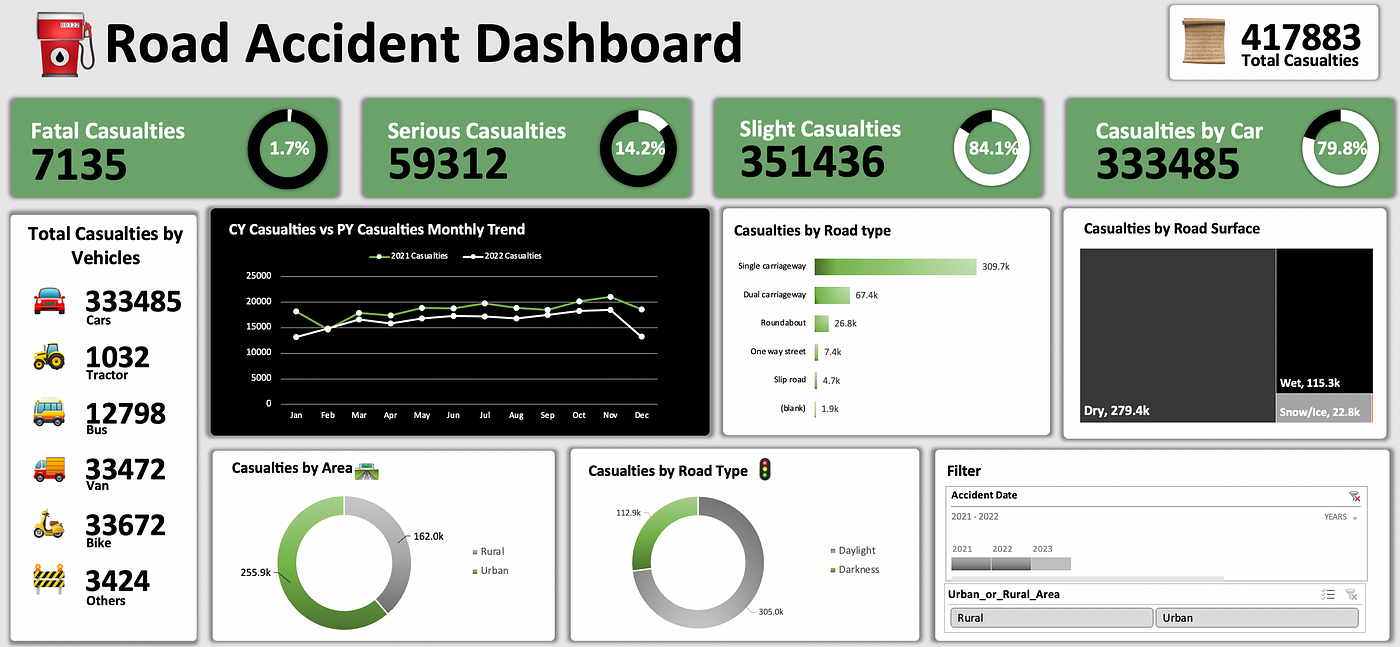 Road Accident Dashboard
417883
Total Casualties
Fatal Casualties
7135
1.7%
Serious Casualties
59312
14.2%
Slight Casualties
351436
84.1%
Casualties by Car
333485
79.8%
Total Casualties by
Vehicles
333485
Cars
1032
Tractor
12798
Bus
33472
Van
33672
Bike
3424
Others
CY Casualties vs PY Casualties Monthly Trend
2021 Casualties 2022 Casualties
25000
20000
15000
10000
5000
0
Jan Feb Mar Apr May Jun Jul Aug Sep Oct Nov Dec
Casualties by Road type
Single carriageway 309.7k
Dual carriageway 67.4k
Roundabout 26.8k
One way street 7.4k
Slip road 4.7k
(blank) 1.9k
Casualties by Road Surface
Dry, 279.4k
Wet, 115.3k
Snow/Ice, 22.8k
Casualties by Area
162.0k
255.9k
Rural
Urban
Casualties by Road Type
112.9k
305.0k
Daylight
Darkness
Filter
Accident Date
2021 - 2022 YEARS
2021 2022 2023
Urban_or_Rural_Area
Rural Urban